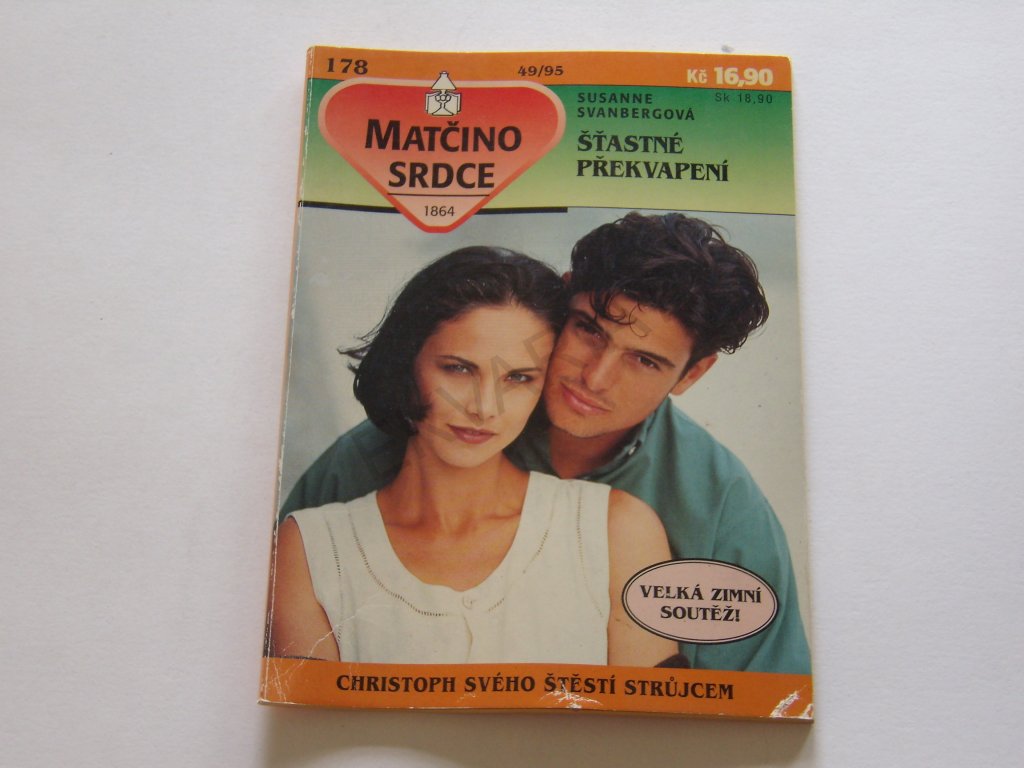 178
49/95
Kč 16,90
Sk 18,90
SUSANNE
SVANBERGOVÁ
MATČINO
SRDCE
1864
ŠŤASTNÉ
PŘEKVAPENÍ
VELKÁ ZIMNÍ
SOUTĚŽ!
CHRISTOPH SVÉHO ŠTĚSTÍ STRŮJCEM